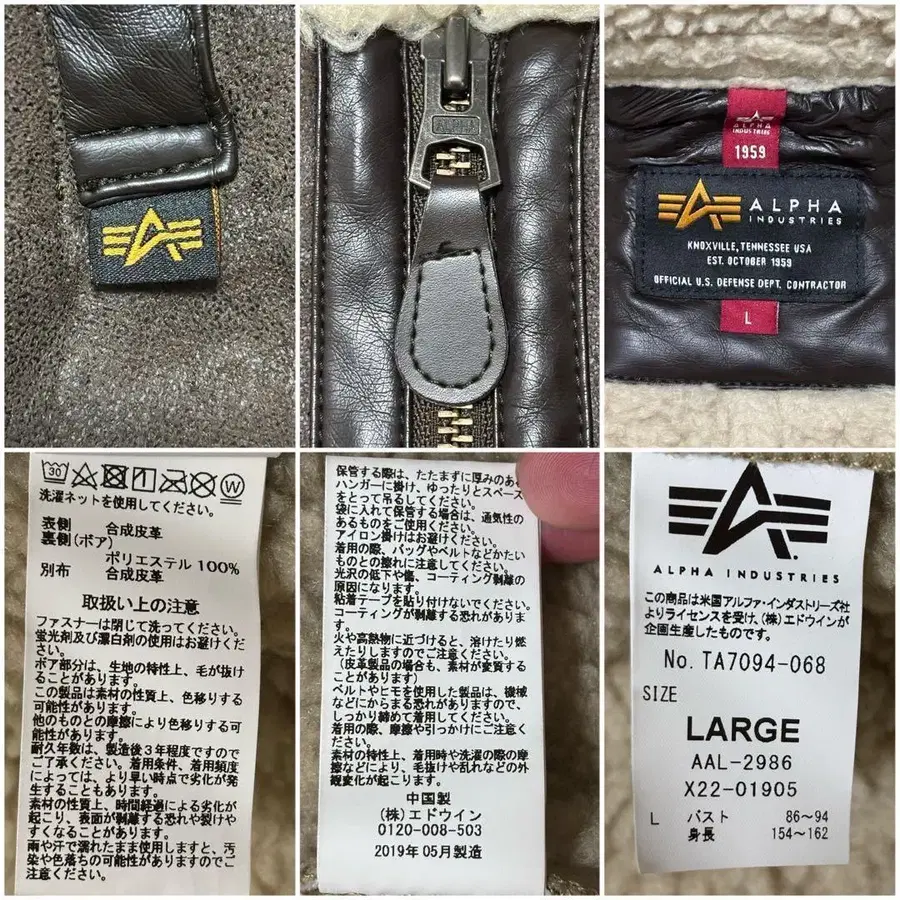 ALPHA
ALPHA
INDUSTRIES
1959
ALPHA
INDUSTRIES
KNOXVILLE, TENNESSEE USA
EST. OCTOBER 1959
OFFICIAL U.S. DEFENSE DEPT. CONTRACTOR
L
30
W
洗濯ネットを使用してください。
表側 合成皮革
裏側(ボア)
ポリエステル 100%
別布 合成皮革
取扱い上の注意
ファスナーは閉じて洗ってください。
蛍光剤及び漂白剤の使用はお避けくだ
さい。
ボア部分は、生地の特性上、毛が抜け
ることがあります。
この製品は素材の性質上、色移りする
可能性があります。
他のものとの摩擦により色移りする可
能性があります。
耐久年数は、製造後3年程度ですので
ご了承ください。着用条件、着用頻度
によっては、より早い時点で劣化が発
生することもあります。
素材の性質上、時間経過による劣化が
起こり、表面が剥離する恐れや裂けや
すくなることがあります。
雨や汗で濡れたまま使用しますと、汚
染や色落ちの可能性がありますのでご
注意ください。
保管する際は、たたまずに厚みのある
ハンガーに掛け、ゆったりとスペース
をとって吊るしてください。
袋に入れて保管する場合は、通気性の
あるものをご使用ください。
アイロン掛けはお避けください。
着用の際、バッグやベルトなどかたい
ものとの擦れに注意してください。
光沢の低下や傷、コーティング剥離の
原因になります。
粘着テープを貼り付けないでください。
コーティングが剥離する恐れがありま
す。
火や高熱物に近づけると、溶けたり燃
えたりしますのでご注意ください。
(皮革製品の場合も、素材が変質する
ことがあります)
ベルトやヒモを使用した製品は、機械
などにからまる恐れがありますので、
しっかり締めて着用してください。
着用の際、摩擦や引っかけにご注意く
ださい。
素材の特性上、着用時や洗濯の際の摩
擦などにより、毛抜けや乱れなどの外
観変化が起こります。
中国製
(株)エドウイン
0120-008-503
2019年05月製造
ALPHA INDUSTRIES
この商品は米国アルファ・インダストリーズ社
よりライセンスを受け、(株)エドウインが
企画生産したものです。
No. TA7094-068
SIZE
LARGE
AAL-2986
X22-01905
L バスト 86～94
身長 154～162